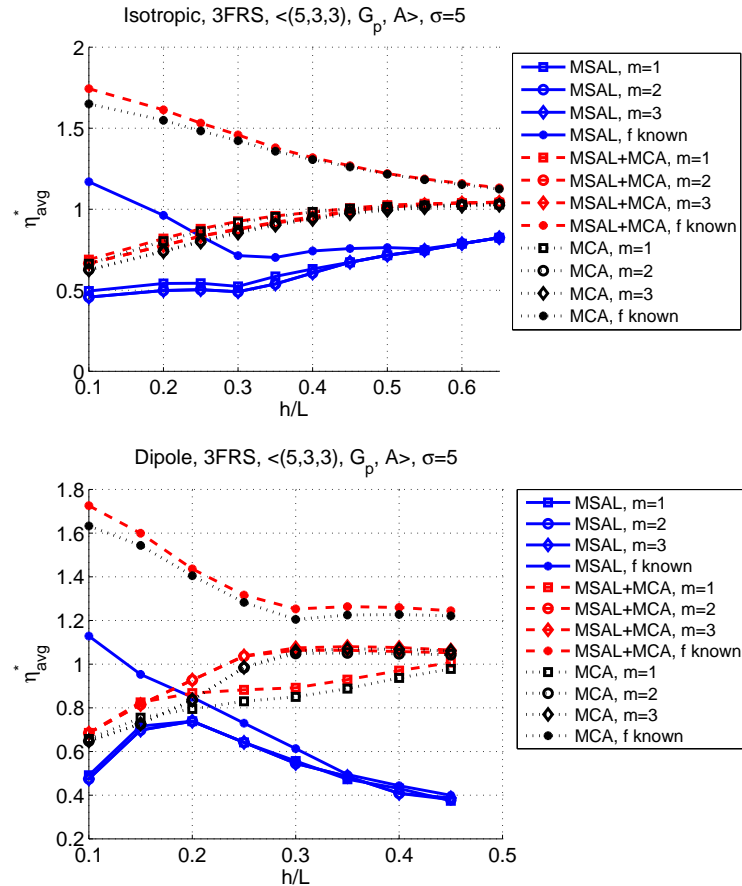 Isotropic, 3FRS, <(5,3,3), G_p, A>, σ=5
2
1.5
1
0.5
0
η*avg
0.1
0.2
0.3
0.4
0.5
0.6
h/L
MSAL, m=1
MSAL, m=2
MSAL, m=3
MSAL, f known
MSAL+MCA, m=1
MSAL+MCA, m=2
MSAL+MCA, m=3
MSAL+MCA, f known
MCA, m=1
MCA, m=2
MCA, m=3
MCA, f known
Dipole, 3FRS, <(5,3,3), G_p, A>, σ=5
1.8
1.6
1.4
1.2
1
0.8
0.6
0.4
0.2
η*avg
0.1
0.2
0.3
0.4
0.5
h/L
MSAL, m=1
MSAL, m=2
MSAL, m=3
MSAL, f known
MSAL+MCA, m=1
MSAL+MCA, m=2
MSAL+MCA, m=3
MSAL+MCA, f known
MCA, m=1
MCA, m=2
MCA, m=3
MCA, f known